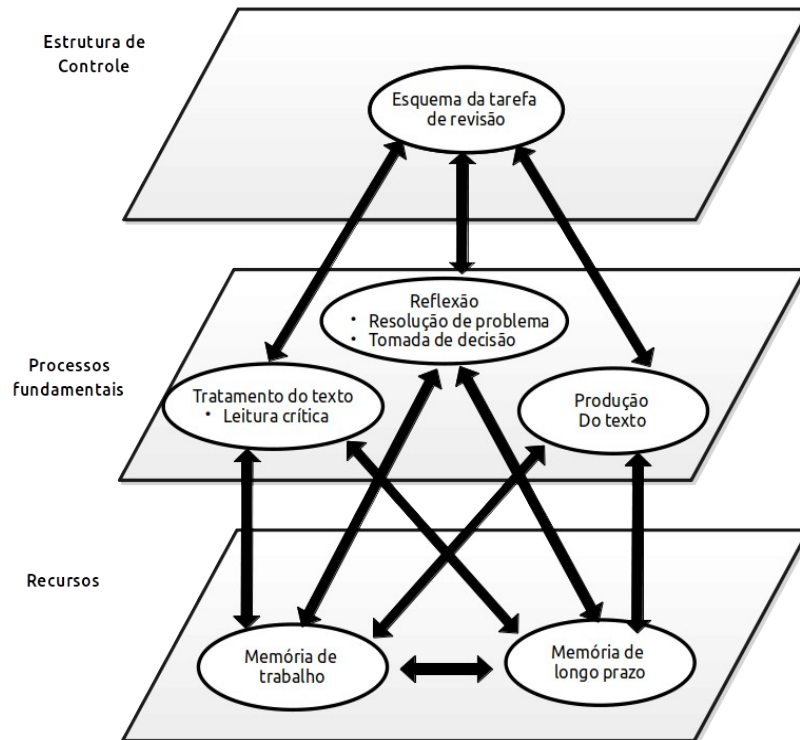 Estrutura de
Controle
Esquema da tarefa
de revisão
Processos
fundamentais
Reflexão
• Resolução de problema
• Tomada de decisão
Tratamento do texto
• Leitura crítica
Produção
Do texto
Recursos
Memória de
trabalho
Memória de
longo prazo